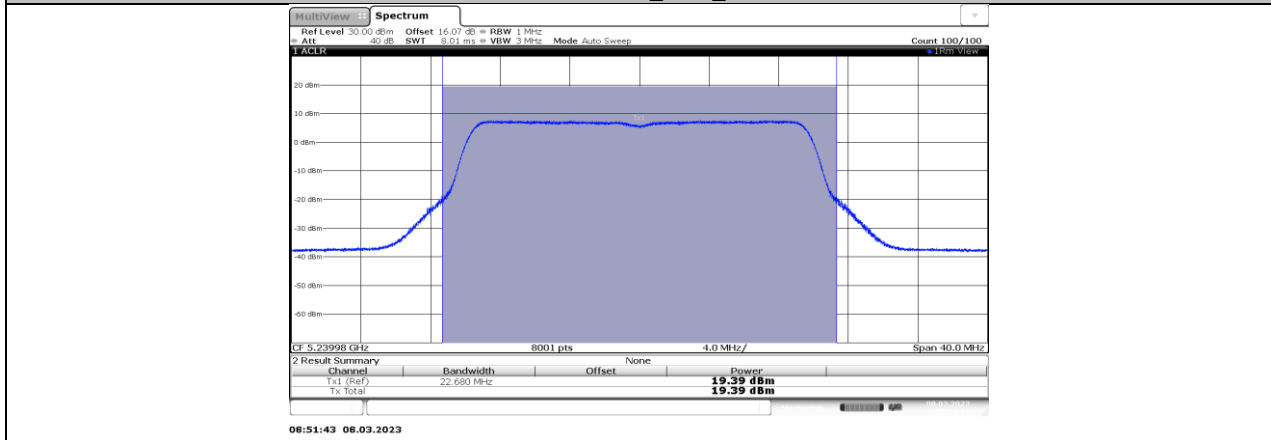 MultiView Spectrum
Ref Level 30.00 dBm Offset 16.07 dB RBW 1 MHz
Att 40 dB SWT 8.01 ms VBW 3 MHz Mode Auto Sweep Count 100/100
1 ACLR 1Rm View
20 dBm
10 dBm
Tx1
0 dBm
-10 dBm
-20 dBm
-30 dBm
-40 dBm
-50 dBm
-60 dBm
CF 5.23998 GHz 8001 pts 4.0 MHz/ Span 40.0 MHz
2 Result Summary None
Channel Bandwidth Offset Power
Tx1 (Ref) 22.680 MHz 19.39 dBm
Tx Total 19.39 dBm
08.03.2023
08:51:43 08.03.2023